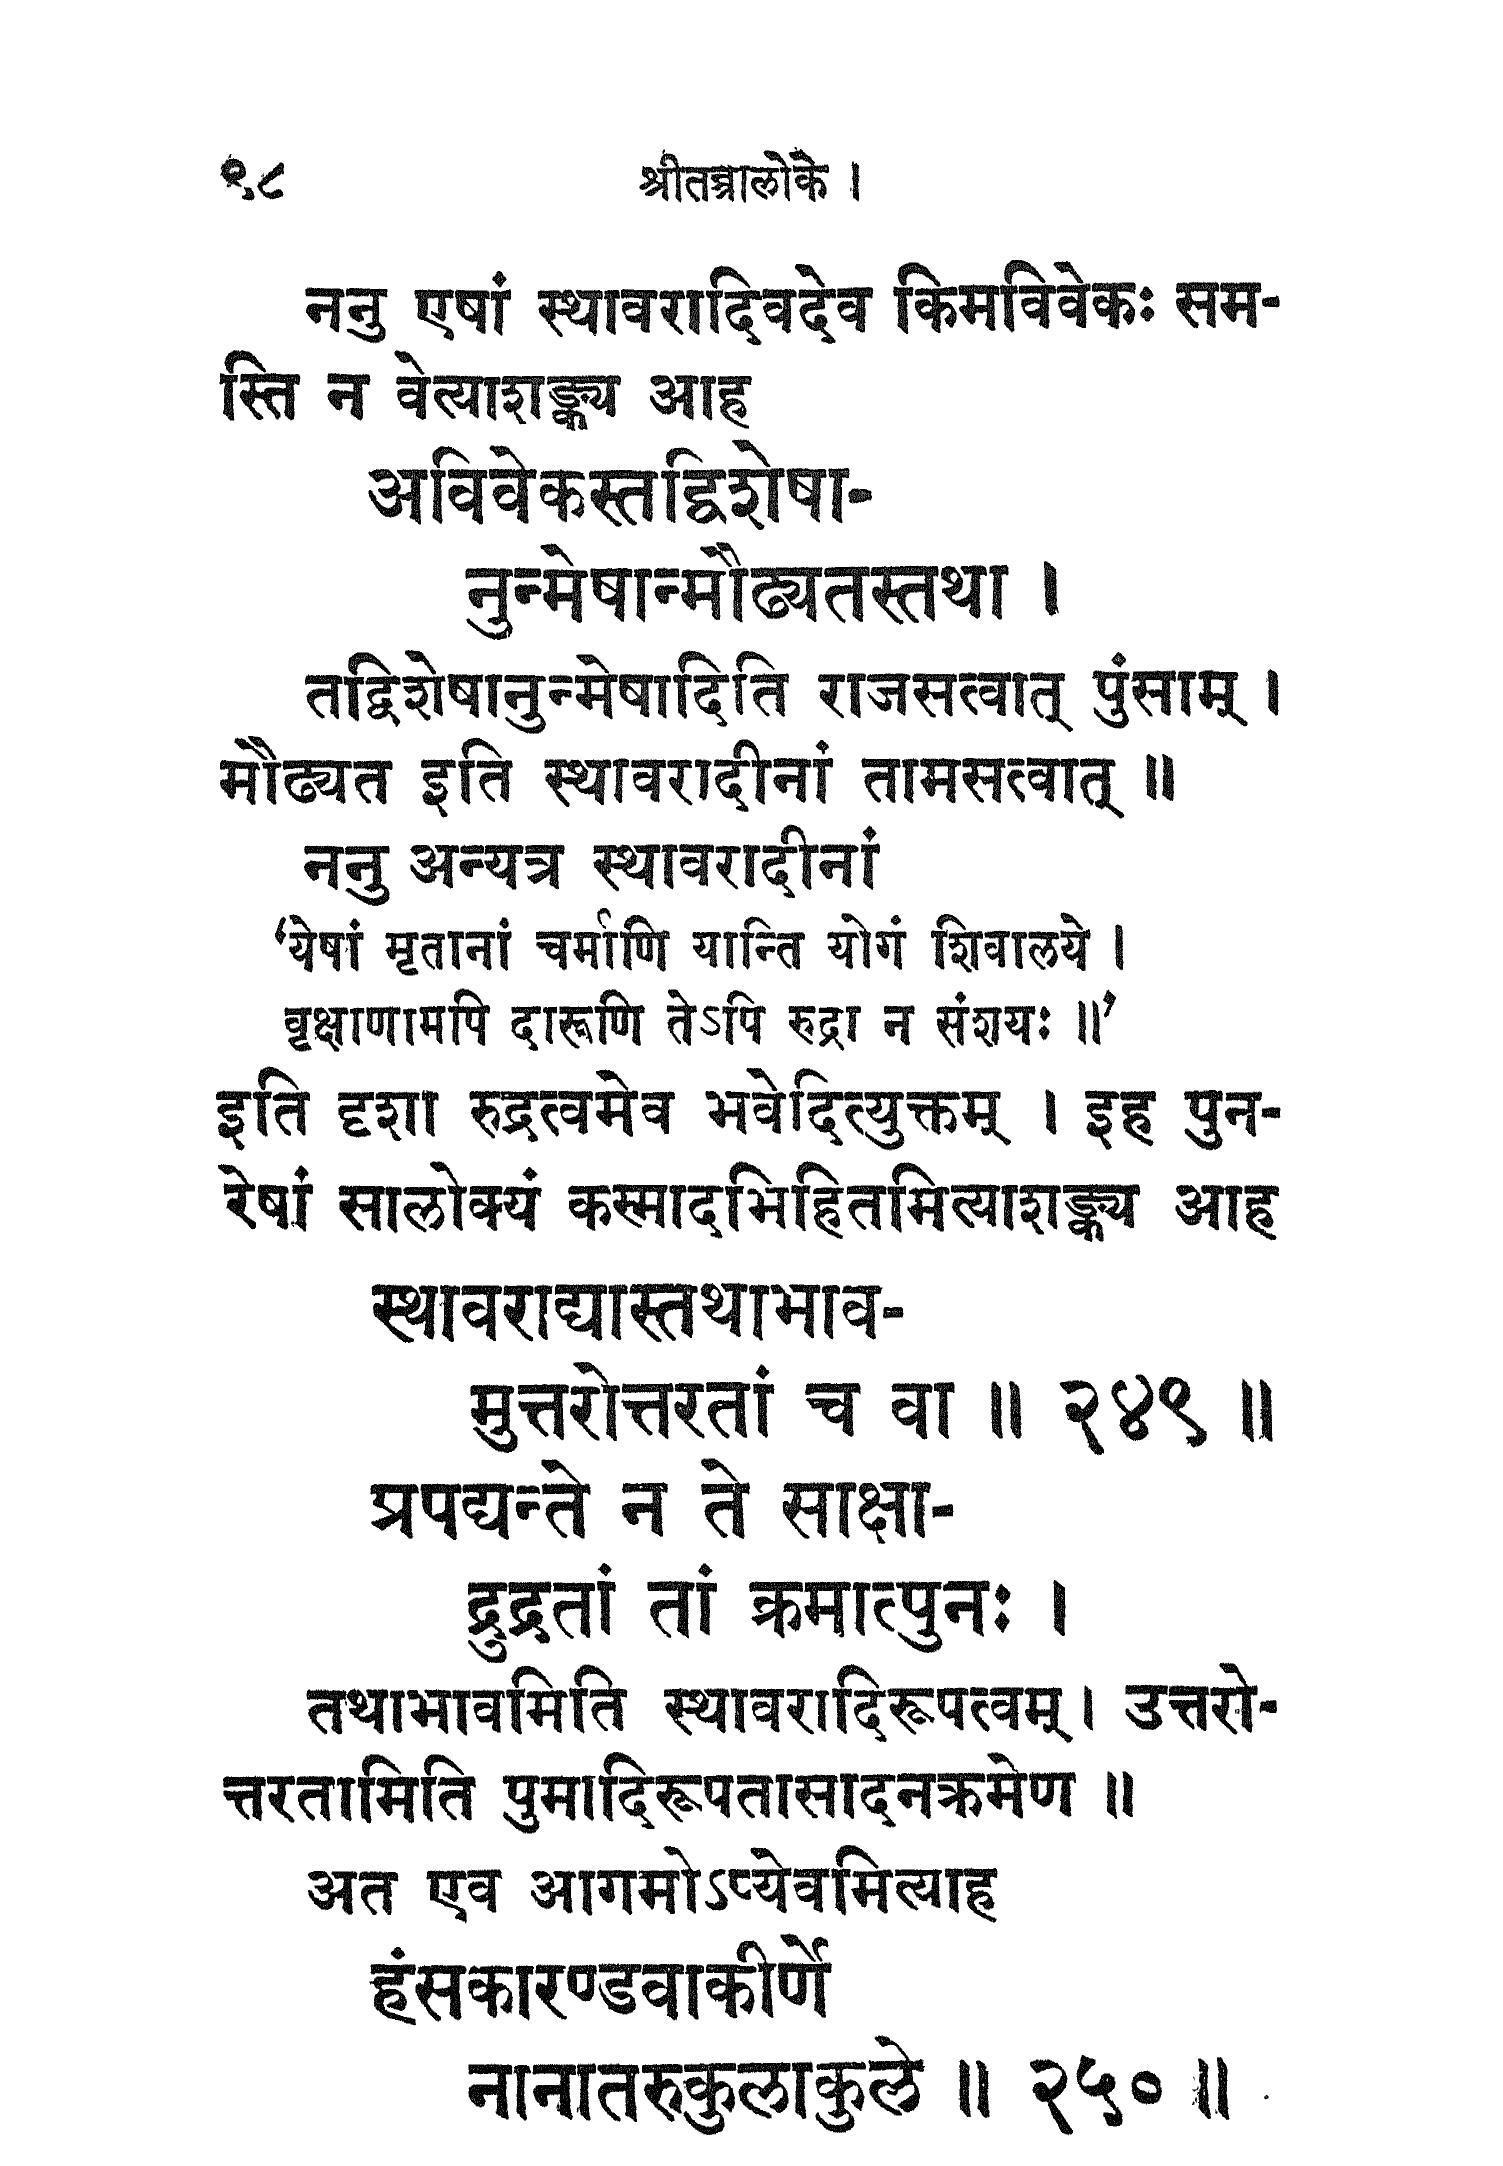 ९८ श्रीतन्त्रालोके ।
ननु एषां स्थावरादिवदेव किमविवेकः सम-
स्ति न वेत्याशङ्क्य आह
अविवेकस्तद्विशेषा-
नुन्मेषान्मौढ्यतस्तथा ।
तद्विशेषानुन्मेषादिति राजसत्वात् पुंसाम् ।
मौढ्यत इति स्थावरादीनां तामसत्वात् ॥
ननु अन्यत्र स्थावरादीनां
‘येषां मृतानां चर्माणि यान्ति योगं शिवालये ।
वृक्षाणामपि दारूणि तेऽपि रुद्रा न संशयः ॥’
इति दृशा रुद्रत्वमेव भवेदित्युक्तम् । इह पुन-
रेषां सालोक्यं कस्मादभिहितमित्याशङ्क्य आह
स्थावराद्यास्तथाभाव-
मुत्तरोत्तरतां च वा ॥ २४९ ॥
प्रपद्यन्ते न ते साक्षा-
द्रुद्रतां तां क्रमात्पुनः ।
तथाभावमिति स्थावरादिरूपत्वम् । उत्तरो-
त्तरतामिति पुमादिरूपतासादनक्रमेण ॥
अत एव आगमोऽप्येवमित्याह
हंसकारण्डवाकीर्णे
नानातरुकुलाकुले ॥ २५० ॥